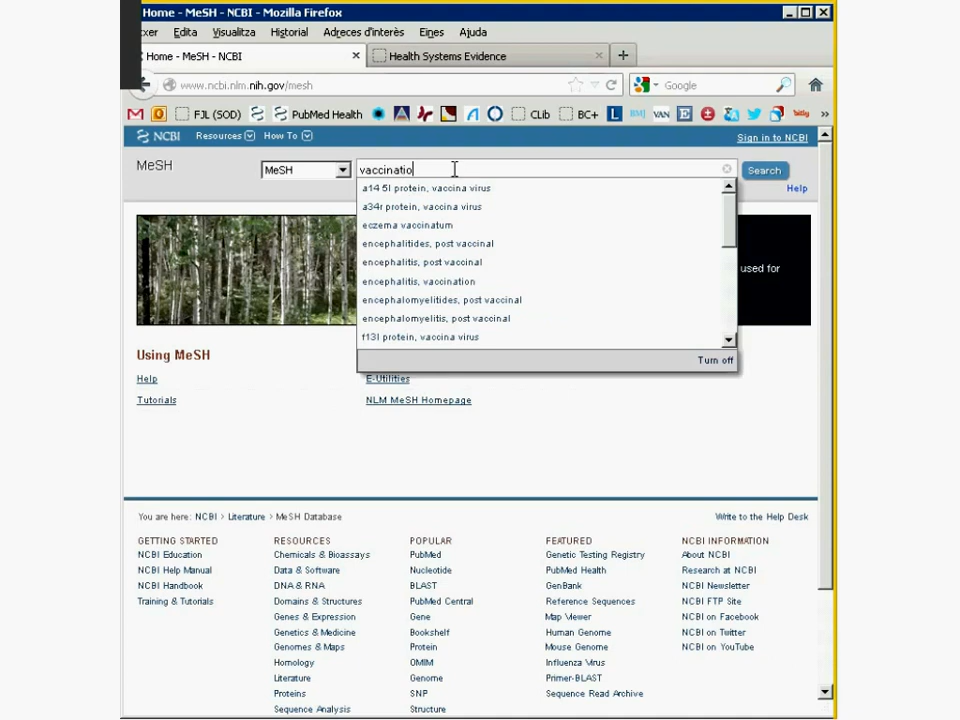 Home - MeSH - NCBI - Mozilla Firefox
txer Edita Visualitza Historial Adreces d'interès Eines Ajuda
Home - MeSH - NCBI Health Systems Evidence
www.ncbi.nlm.nih.gov/mesh Google
FJL (SOD) PubMed Health CLib BC+ L BMJ VAN E bitly »
NCBI Resources How To Sign in to NCBI
MeSH MeSH vaccinatio Search
Help
a14 5l protein, vaccina virus
a34r protein, vaccina virus
eczema vaccinatum
encephalitides, post vaccinal
encephalitis, post vaccinal
encephalitis, vaccination
encephalomyelitides, post vaccinal
encephalomyelitis, post vaccinal
f13l protein, vaccina virus
used for
Turn off
Using MeSH
Help E-Utilities
Tutorials NLM MeSH Homepage
You are here: NCBI > Literature > MeSH Database Write to the Help Desk
GETTING STARTED RESOURCES POPULAR FEATURED NCBI INFORMATION
NCBI Education Chemicals & Bioassays PubMed Genetic Testing Registry About NCBI
NCBI Help Manual Data & Software Nucleotide PubMed Health Research at NCBI
NCBI Handbook DNA & RNA BLAST GenBank NCBI Newsletter
Training & Tutorials Domains & Structures PubMed Central Reference Sequences NCBI FTP Site
Genes & Expression Gene Map Viewer NCBI on Facebook
Genetics & Medicine Bookshelf Human Genome NCBI on Twitter
Genomes & Maps Protein Mouse Genome NCBI on YouTube
Homology OMIM Influenza Virus
Literature Genome Primer-BLAST
Proteins SNP Sequence Read Archive
Sequence Analysis Structure